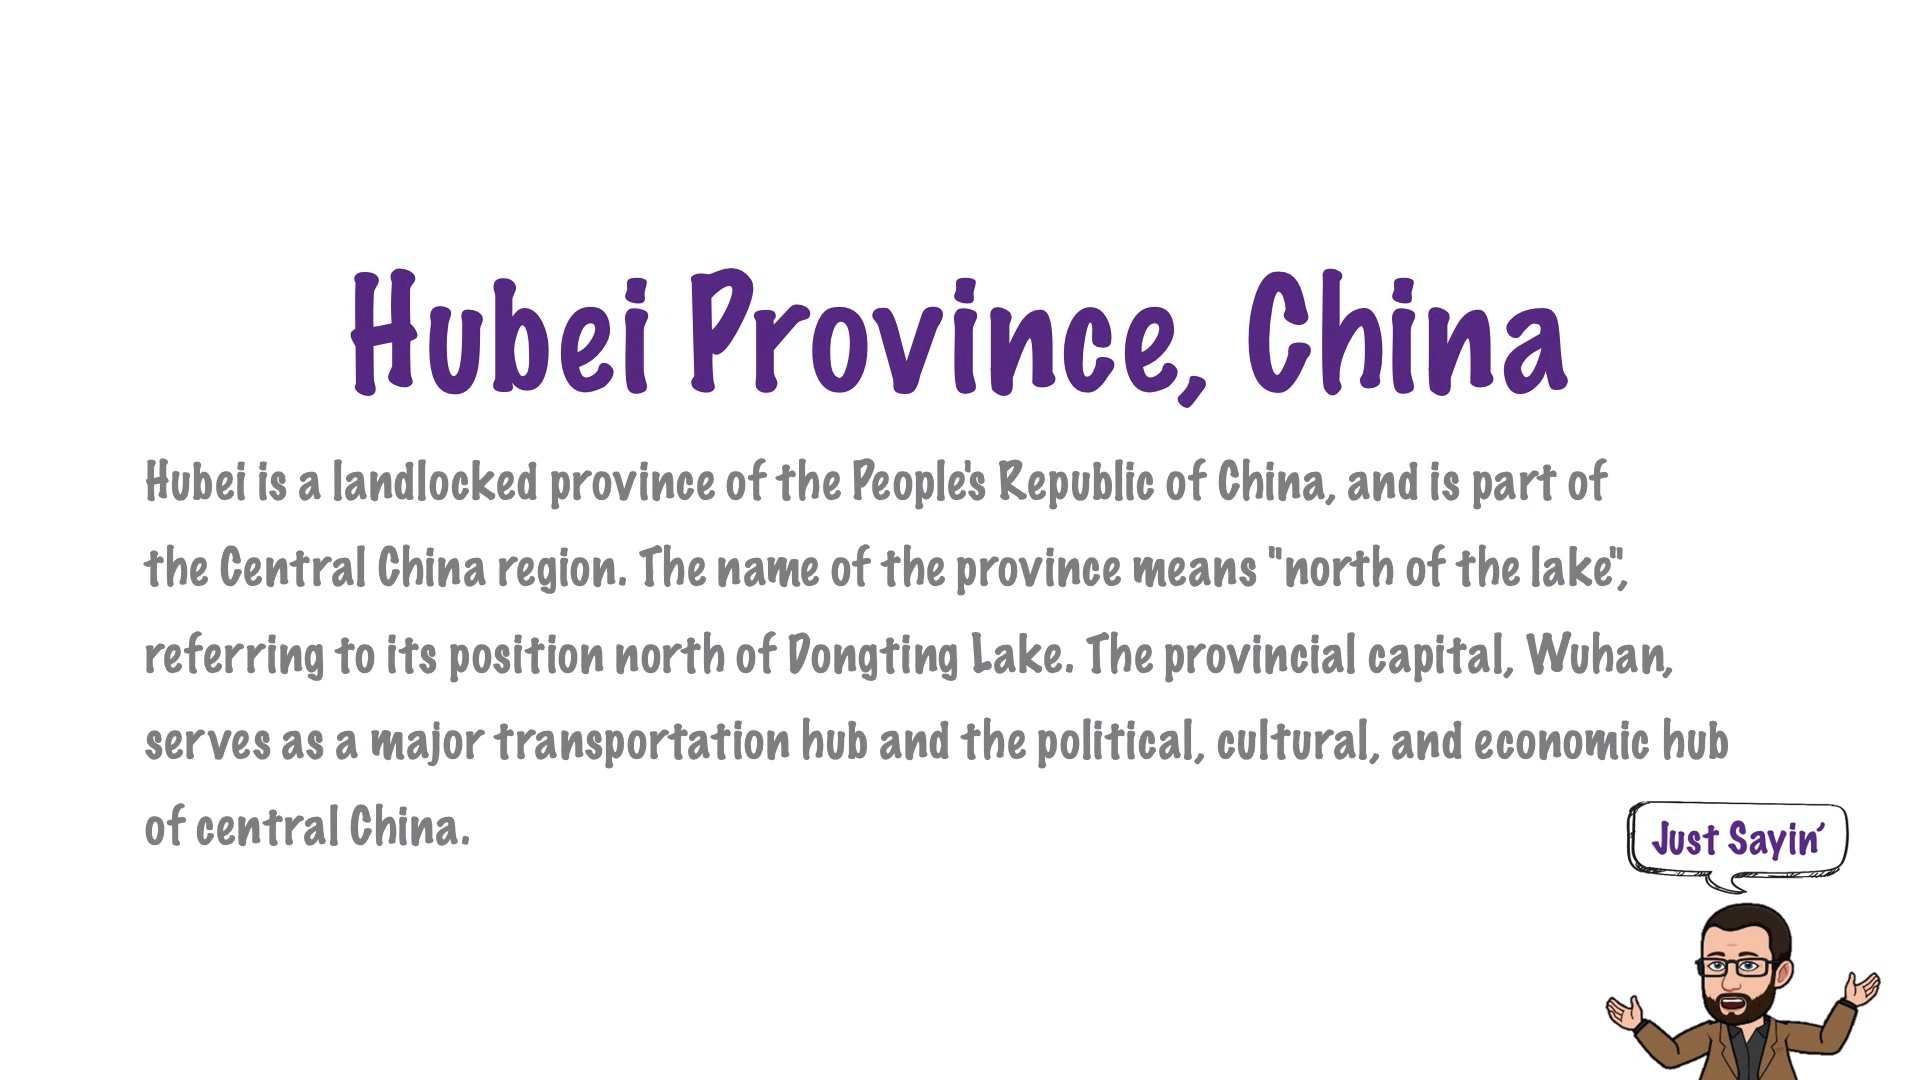 Hubei Province, China
Hubei is a landlocked province of the People's Republic of China, and is part of
the Central China region. The name of the province means "north of the lake",
referring to its position north of Dongting Lake. The provincial capital, Wuhan,
serves as a major transportation hub and the political, cultural, and economic hub
of central China.
Just Sayin'